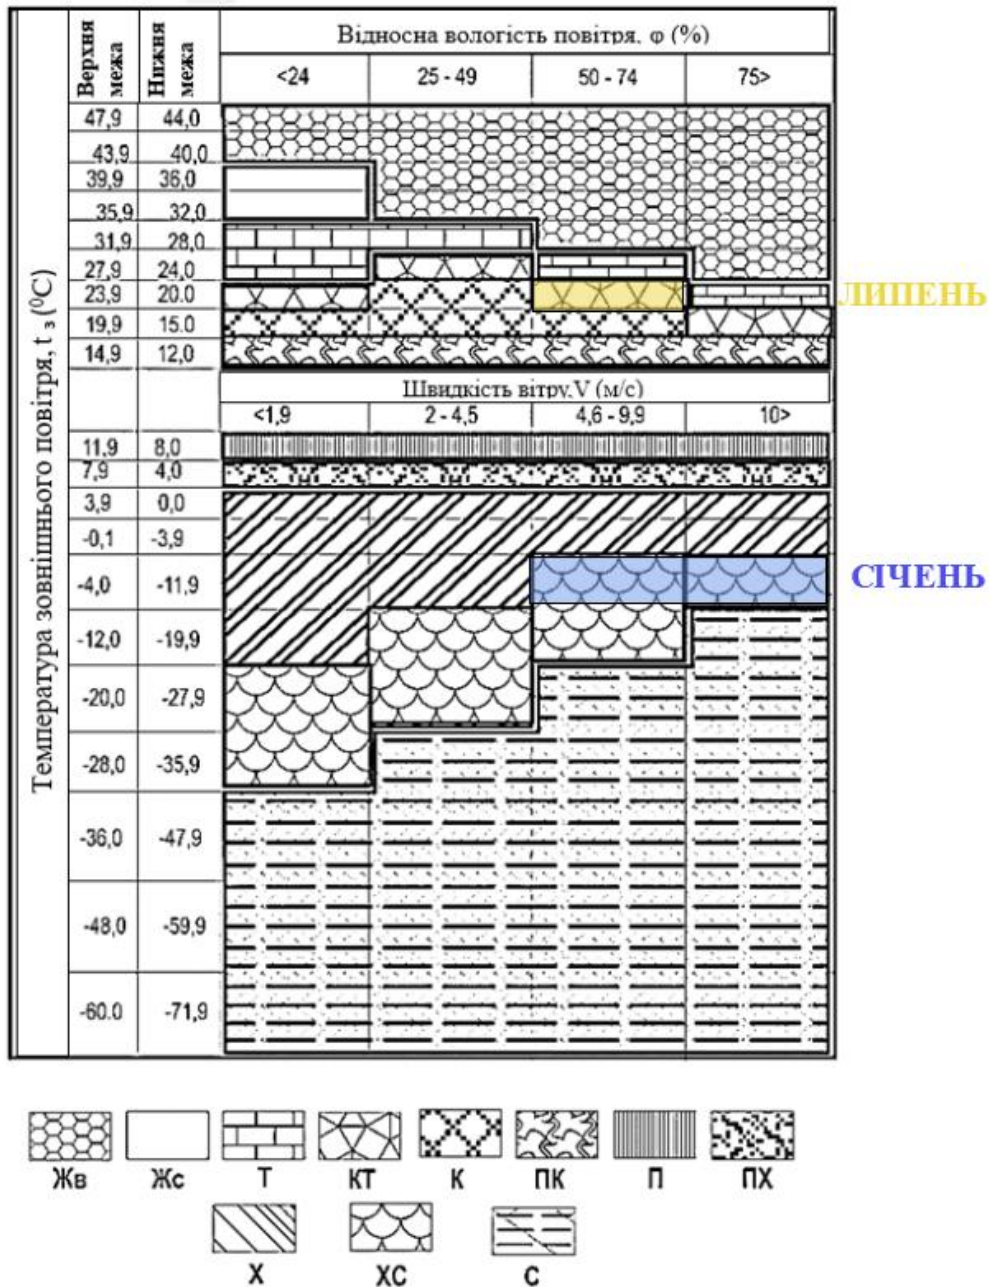 Верхня межа
Нижня межа
Відносна вологість повітря, φ (%)
<24 25 - 49 50 - 74 75>
Температура зовнішнього повітря, t з (⁰С)
47,9 44,0
43,9 40,0
39,9 36,0
35,9 32,0
31,9 28,0
27,9 24,0
23,9 20.0
ЛИПЕНЬ
19,9 15.0
14,9 12,0
Швидкість вітру,V (м/с)
<1,9 2 - 4,5 4,6 - 9,9 10>
11,9 8,0
7,9 4,0
3,9 0,0
-0,1 -3,9
-4,0 -11,9
СІЧЕНЬ
-12,0 -19,9
-20,0 -27,9
-28,0 -35,9
-36.0 -47,9
-48,0 -59,9
-60.0 -71,9
Жв Жс Т КТ К ПК П ПХ
Х ХС С